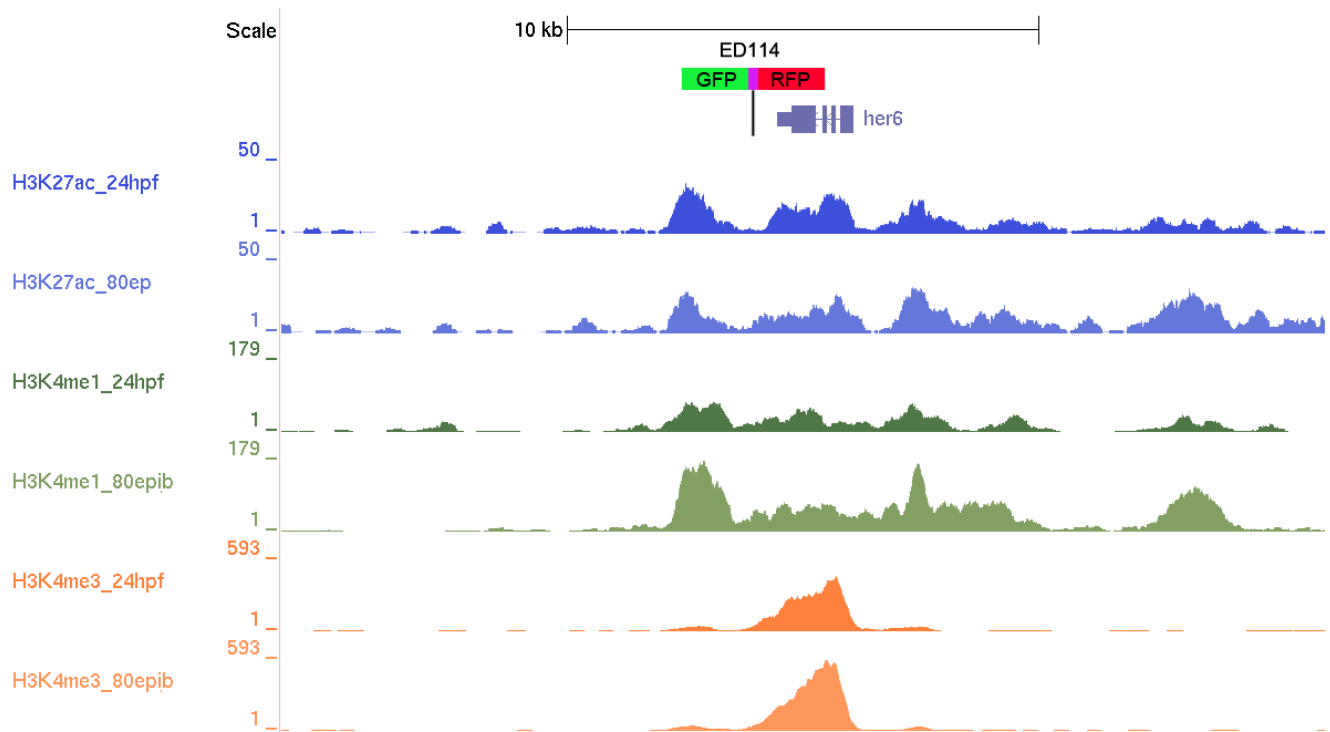 Scale
10 kb
ED114
GFP RFP
her6
50
H3K27ac_24hpf
1
50
H3K27ac_80ep
1
179
H3K4me1_24hpf
1
179
H3K4me1_80epib
1
593
H3K4me3_24hpf
1
593
H3K4me3_80epib
1